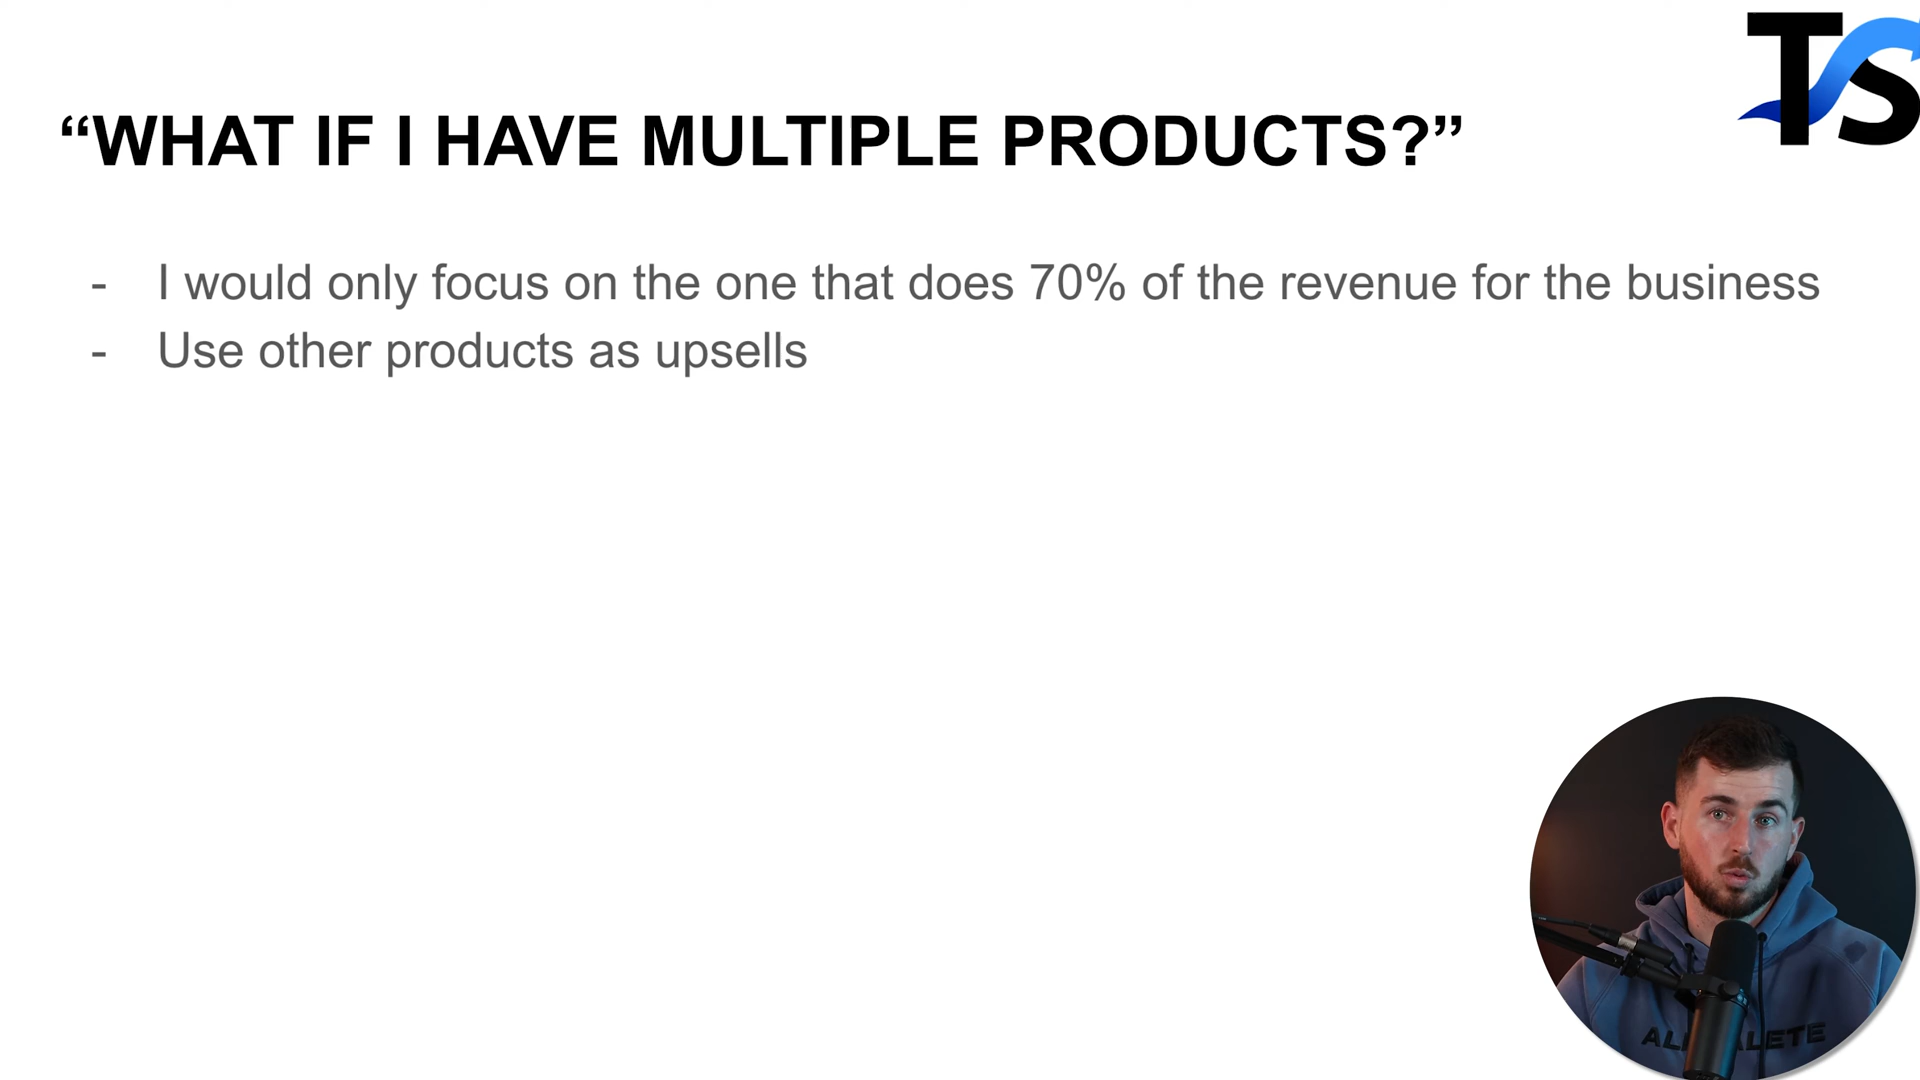 TS
“WHAT IF I HAVE MULTIPLE PRODUCTS?”
- I would only focus on the one that does 70% of the revenue for the business
- Use other products as upsells